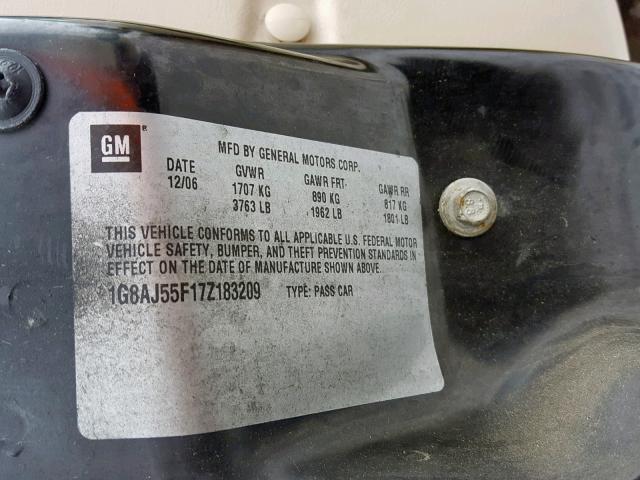 GM®
MFD BY GENERAL MOTORS CORP.
DATE GVWR GAWR FRT GAWR RR
12/06 1707 KG 890 KG 817 KG
3763 LB 1962 LB 1801 LB
THIS VEHICLE CONFORMS TO ALL APPLICABLE U.S. FEDERAL MOTOR
VEHICLE SAFETY, BUMPER, AND THEFT PREVENTION STANDARDS IN
EFFECT ON THE DATE OF MANUFACTURE SHOWN ABOVE.
1G8AJ55F17Z183209 TYPE: PASS CAR